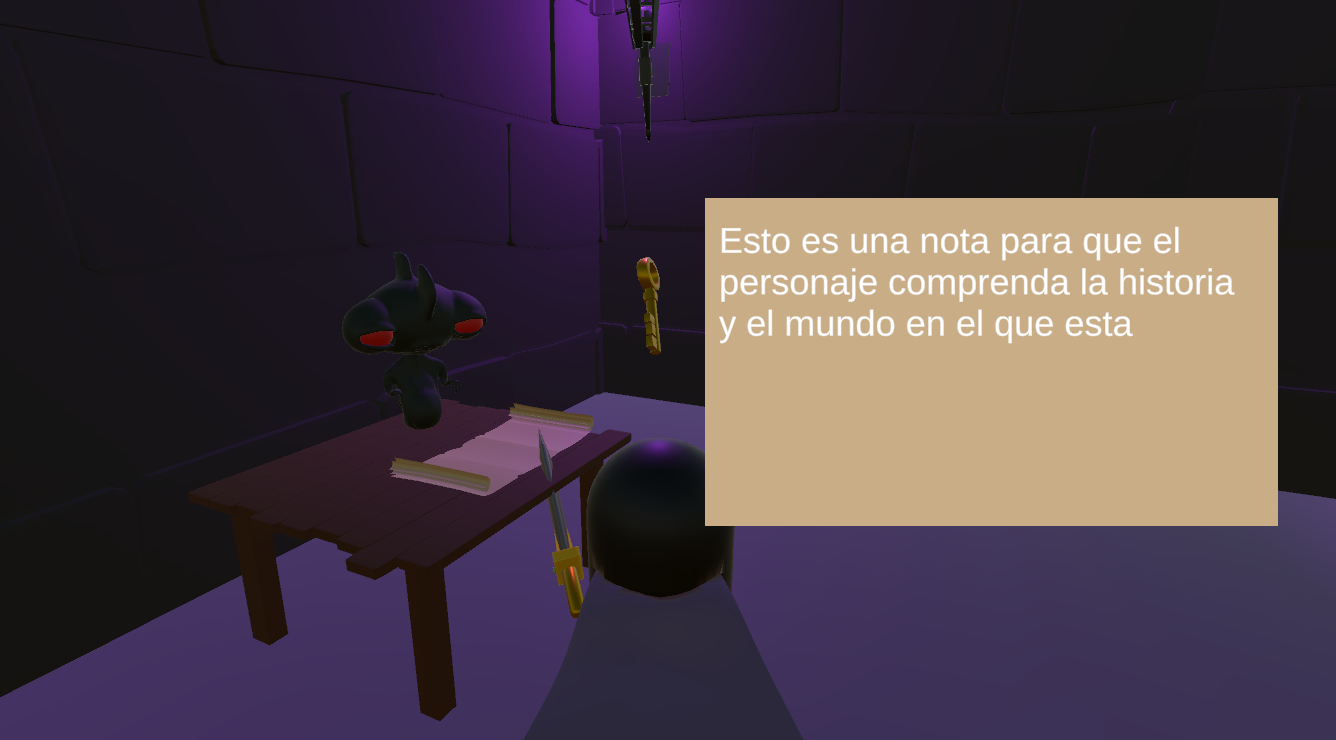 Esto es una nota para que el
personaje comprenda la historia
y el mundo en el que esta